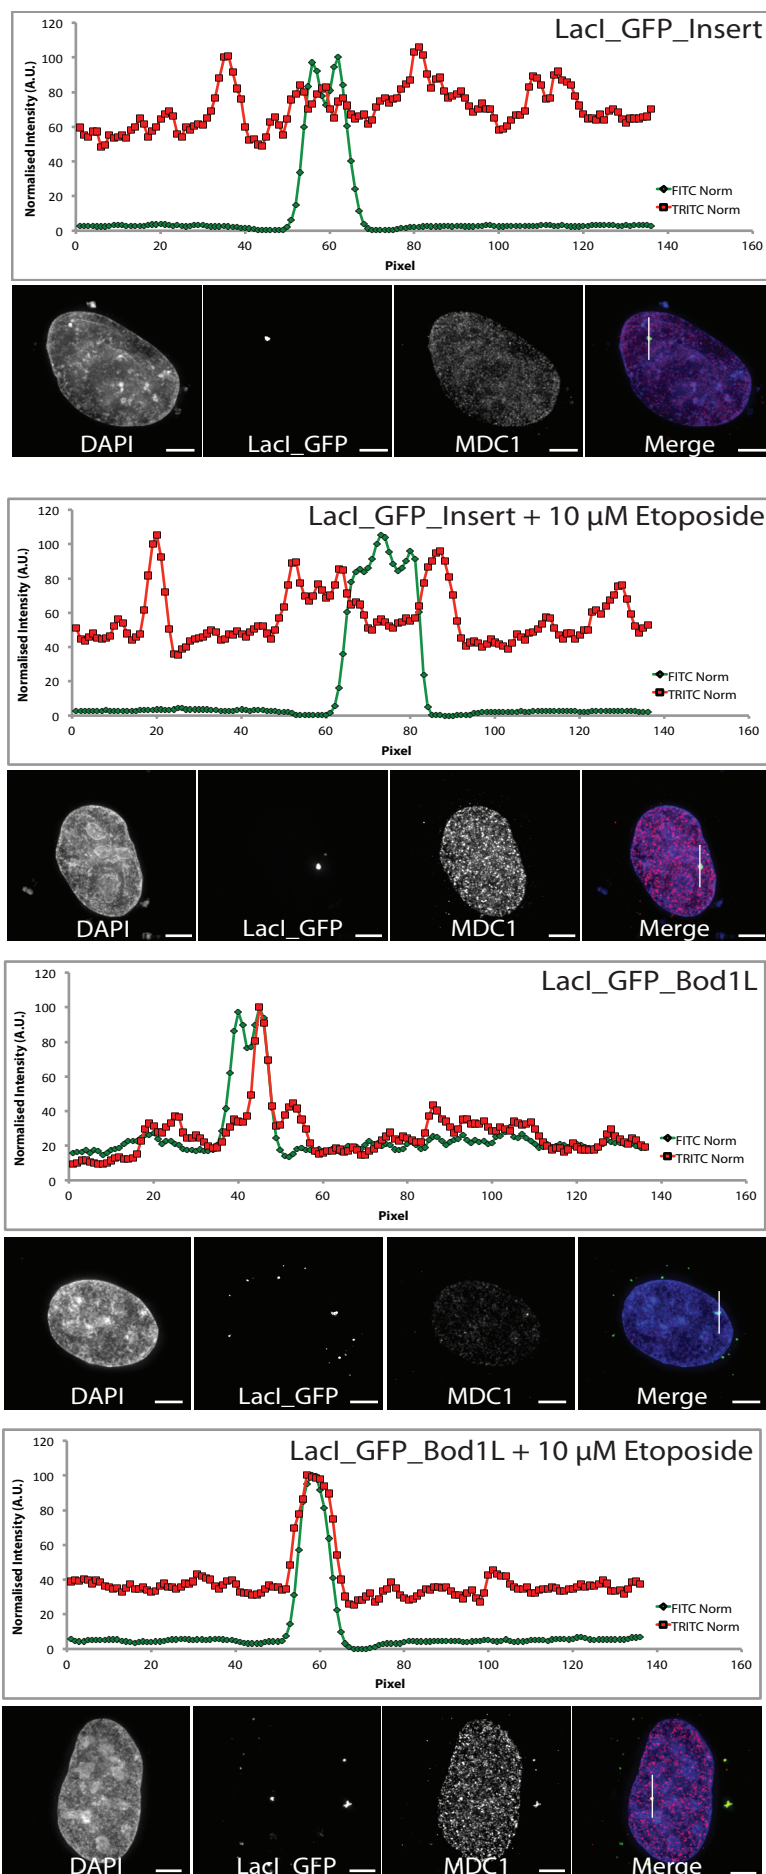 LacI_GFP_Insert
120
100
80
60
40
20
0
Normalised Intensity (A.U.)
FITC Norm
TRITC Norm
0 20 40 60 80 100 120 140 160
Pixel
DAPI LacI_GFP MDC1 Merge
LacI_GFP_Insert + 10 µM Etoposide
120
100
80
60
40
20
0
Normalised Intensity (A.U.)
FITC Norm
TRITC Norm
0 20 40 60 80 100 120 140 160
Pixel
DAPI LacI_GFP MDC1 Merge
LacI_GFP_Bod1L
120
100
80
60
40
20
0
Normalised Intensity (A.U.)
FITC Norm
TRITC Norm
0 20 40 60 80 100 120 140 160
Pixel
DAPI LacI_GFP MDC1 Merge
LacI_GFP_Bod1L + 10 µM Etoposide
120
100
80
60
40
20
0
Normalised Intensity (A.U.)
FITC Norm
TRITC Norm
0 20 40 60 80 100 120 140 160
Pixel
DAPI LacI_GFP MDC1 Merge